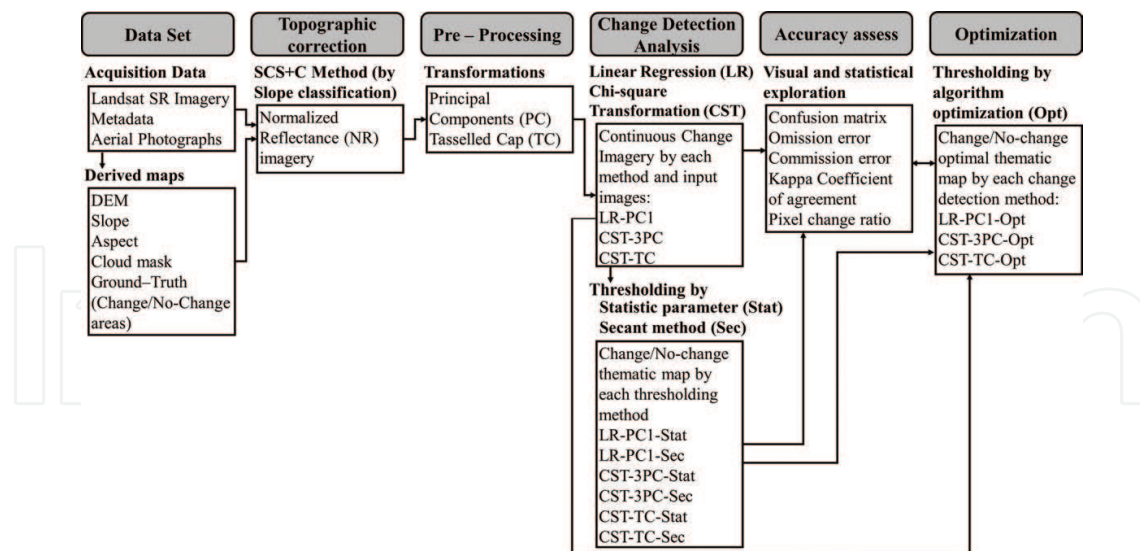 Data Set
Topographic
correction
Pre – Processing
Change Detection
Analysis
Accuracy assess
Optimization
Acquisition Data
Landsat SR Imagery
Metadata
Aerial Photographs
Derived maps
DEM
Slope
Aspect
Cloud mask
Ground–Truth
(Change/No-Change
areas)
SCS+C Method (by
Slope classification)
Normalized
Reflectance (NR)
imagery
Transformations
Principal
Components (PC)
Tasselled Cap (TC)
Linear Regression (LR)
Chi-square
Transformation (CST)
Continuous Change
Imagery by each
method and input
images:
LR-PC1
CST-3PC
CST-TC
Thresholding by
Statistic parameter (Stat)
Secant method (Sec)
Change/No-change
thematic map by
each thresholding
method
LR-PC1-Stat
LR-PC1-Sec
CST-3PC-Stat
CST-3PC-Sec
CST-TC-Stat
CST-TC-Sec
Visual and statistical
exploration
Confusion matrix
Omission error
Commission error
Kappa Coefficient
of agreement
Pixel change ratio
Thresholding by
algorithm
optimization (Opt)
Change/No-change
optimal thematic
map by each change
detection method:
LR-PC1-Opt
CST-3PC-Opt
CST-TC-Opt